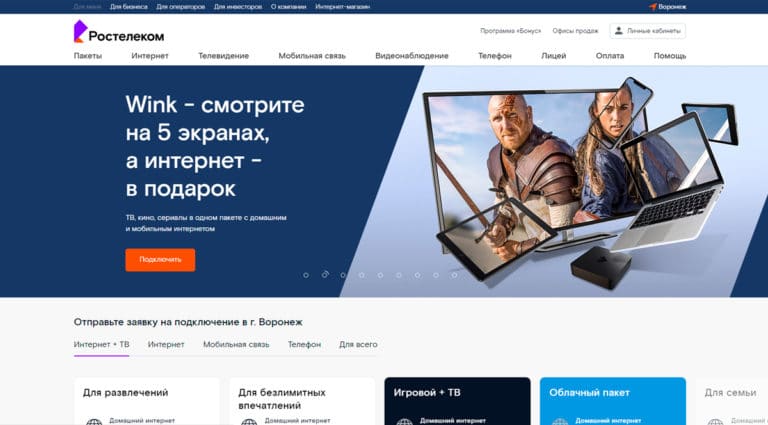 Для меня Для бизнеса Для операторов Для инвесторов О компании Интернет-магазин Воронеж
Ростелеком
Программа «Бонус» Офисы продаж Личные кабинеты
Пакеты Интернет Телевидение Мобильная связь Видеонаблюдение Телефон Лицей Оплата Помощь
Wink - смотрите
на 5 экранах,
а интернет -
в подарок
ТВ, кино, сериалы в одном пакете с домашним
и мобильным интернетом
Подключить
Отправьте заявку на подключение в г. Воронеж
Интернет + ТВ Интернет Мобильная связь Телефон Для всего
Для развлечений
Домашний интернет
Для безлимитных
впечатлений
Домашний интернет
Игровой + ТВ
Домашний интернет
Облачный пакет
Домашний интернет
Для семьи
Домашний интернет